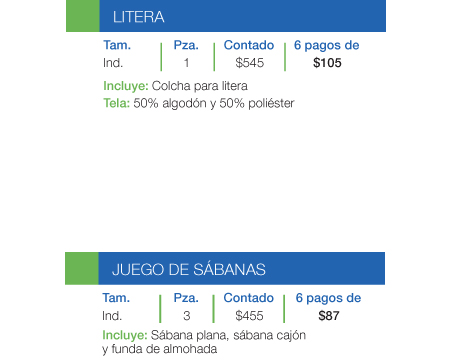 LITERA
Tam. Pza. Contado 6 pagos de
Ind. 1 $545 $105
Incluye: Colcha para litera
Tela: 50% algodón y 50% poliéster
JUEGO DE SÁBANAS
Tam. Pza. Contado 6 pagos de
Ind. 3 $455 $87
Incluye: Sábana plana, sábana cajón
y funda de almohada